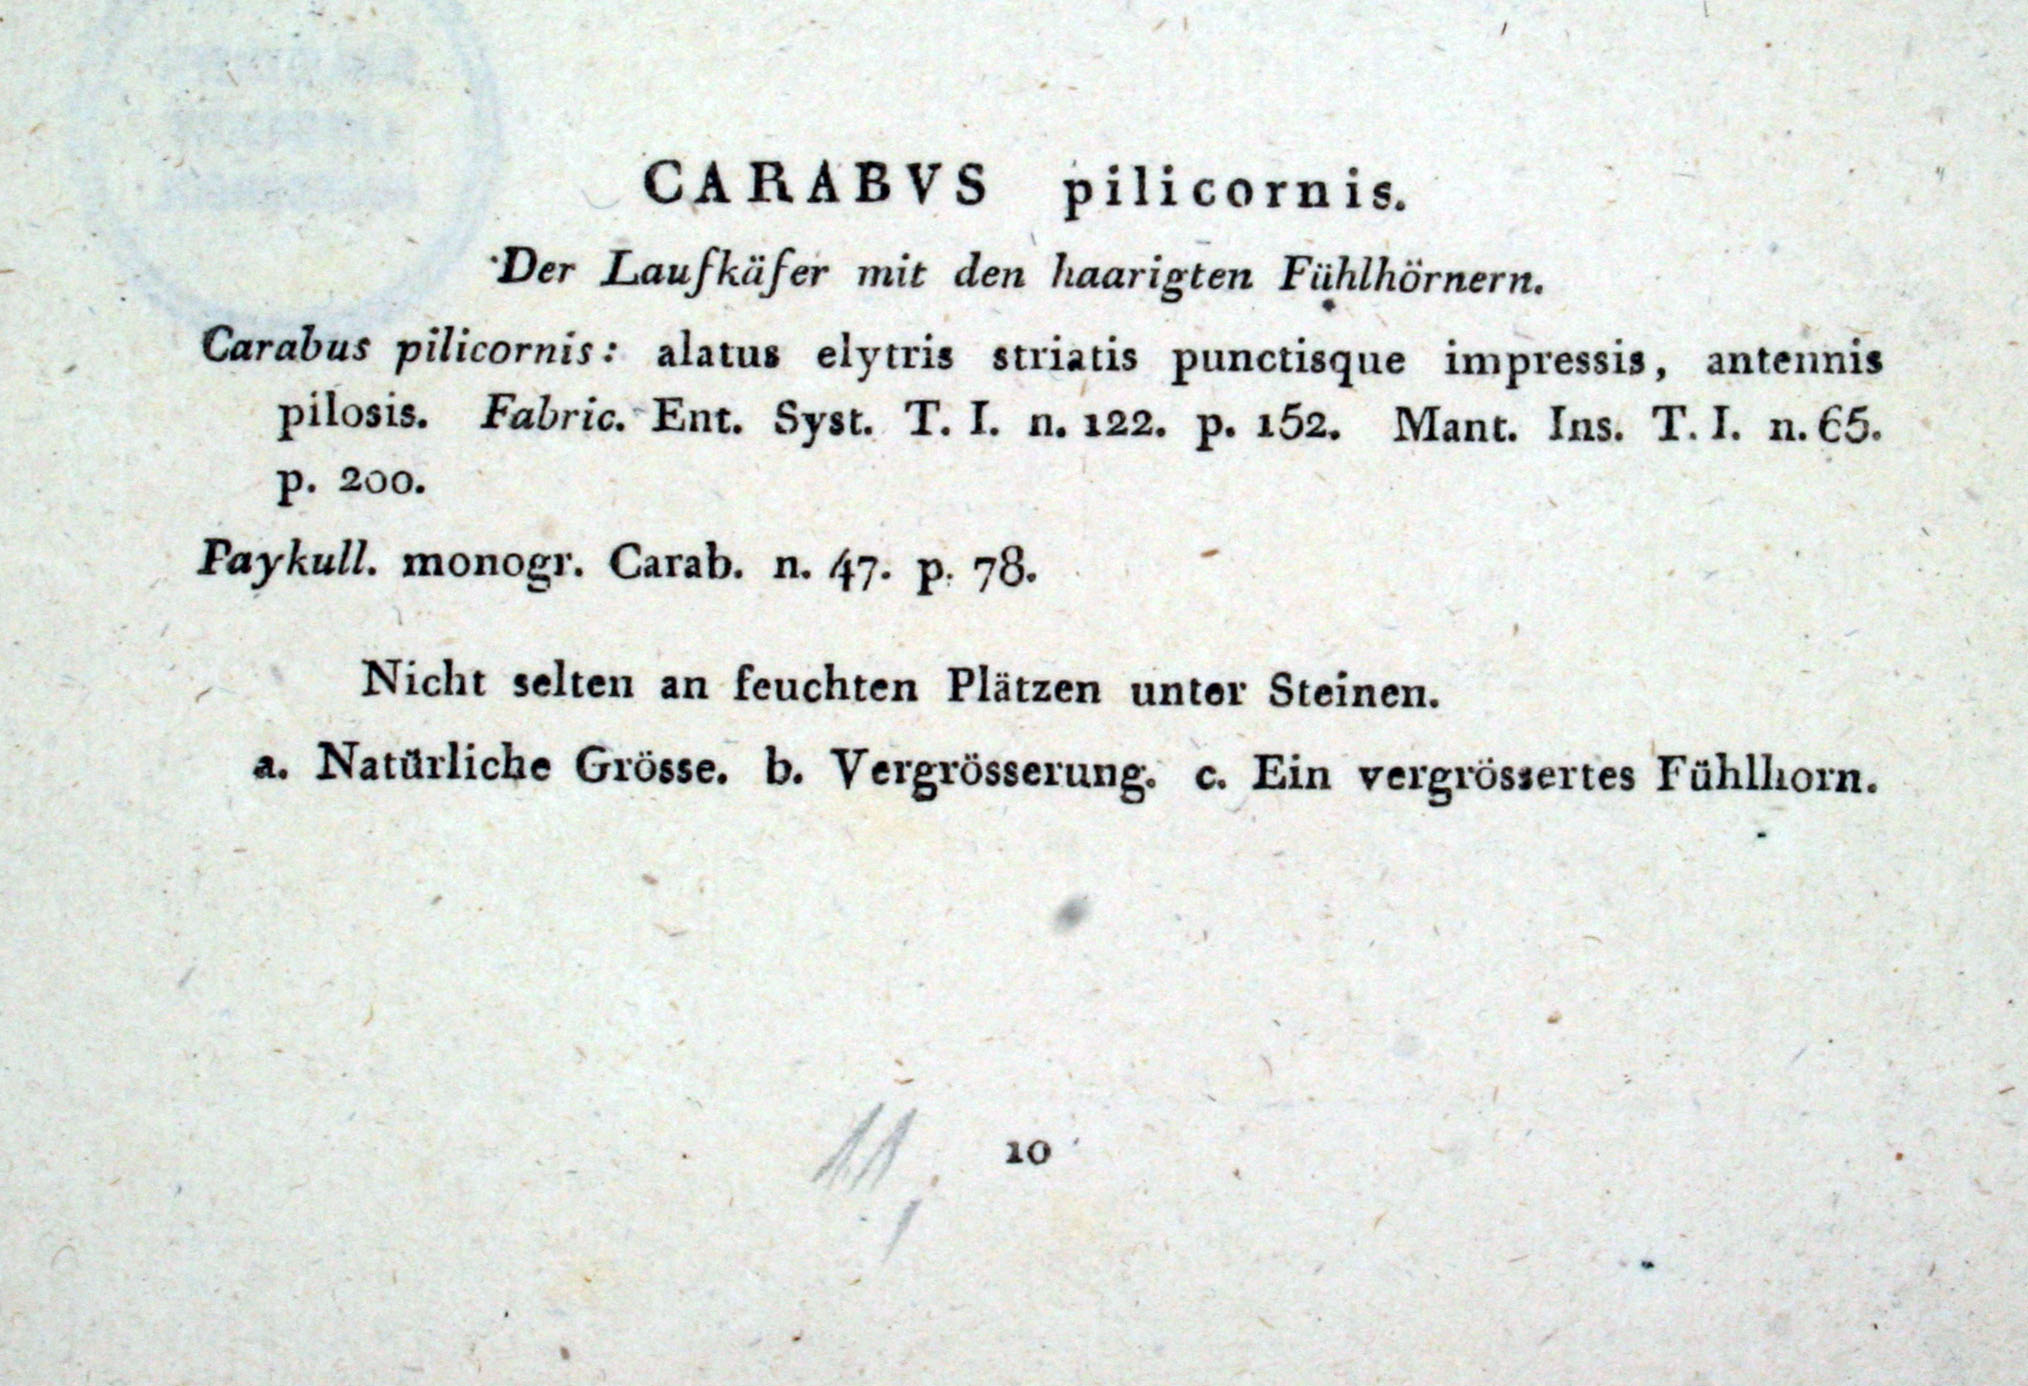 CARABVS pilicornis.
Der Laufkäfer mit den haarigten Fühlhörnern.
Carabus pilicornis: alatus elytris striatis punctisque impressis, antennis
pilosis. Fabric. Ent. Syst. T. I. n. 122. p. 152. Mant. Ins. T. I. n. 65.
p. 200.
Paykull. monogr. Carab. n. 47. p. 78.
Nicht selten an feuchten Plätzen unter Steinen.
a. Natürliche Grösse. b. Vergrösserung. c. Ein vergrössertes Fühlhorn.
10